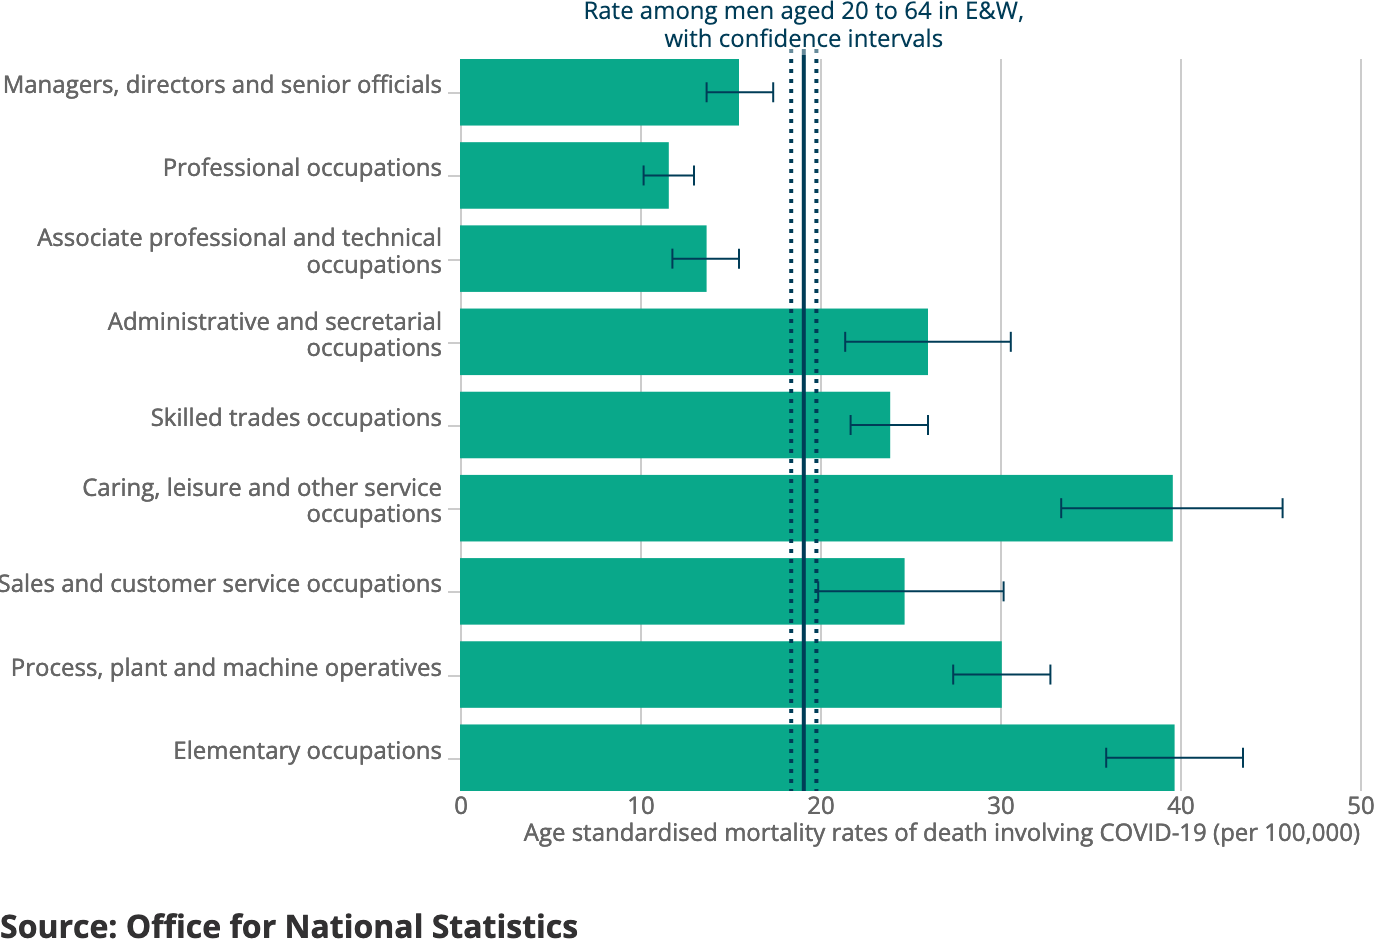 Rate among men aged 20 to 64 in E&W,
with confidence intervals
Managers, directors and senior officials
Professional occupations
Associate professional and technical
occupations
Administrative and secretarial
occupations
Skilled trades occupations
Caring, leisure and other service
occupations
Sales and customer service occupations
Process, plant and machine operatives
Elementary occupations
0 10 20 30 40 50
Age standardised mortality rates of death involving COVID-19 (per 100,000)
Source: Office for National Statistics